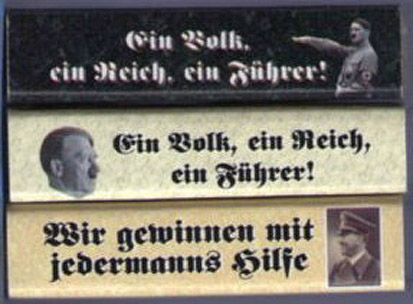 Ein Volk,
ein Reich, ein Führer!
Ein Volk, ein Reich,
ein Führer!
Wir gewinnen mit
jedermanns Hilfe